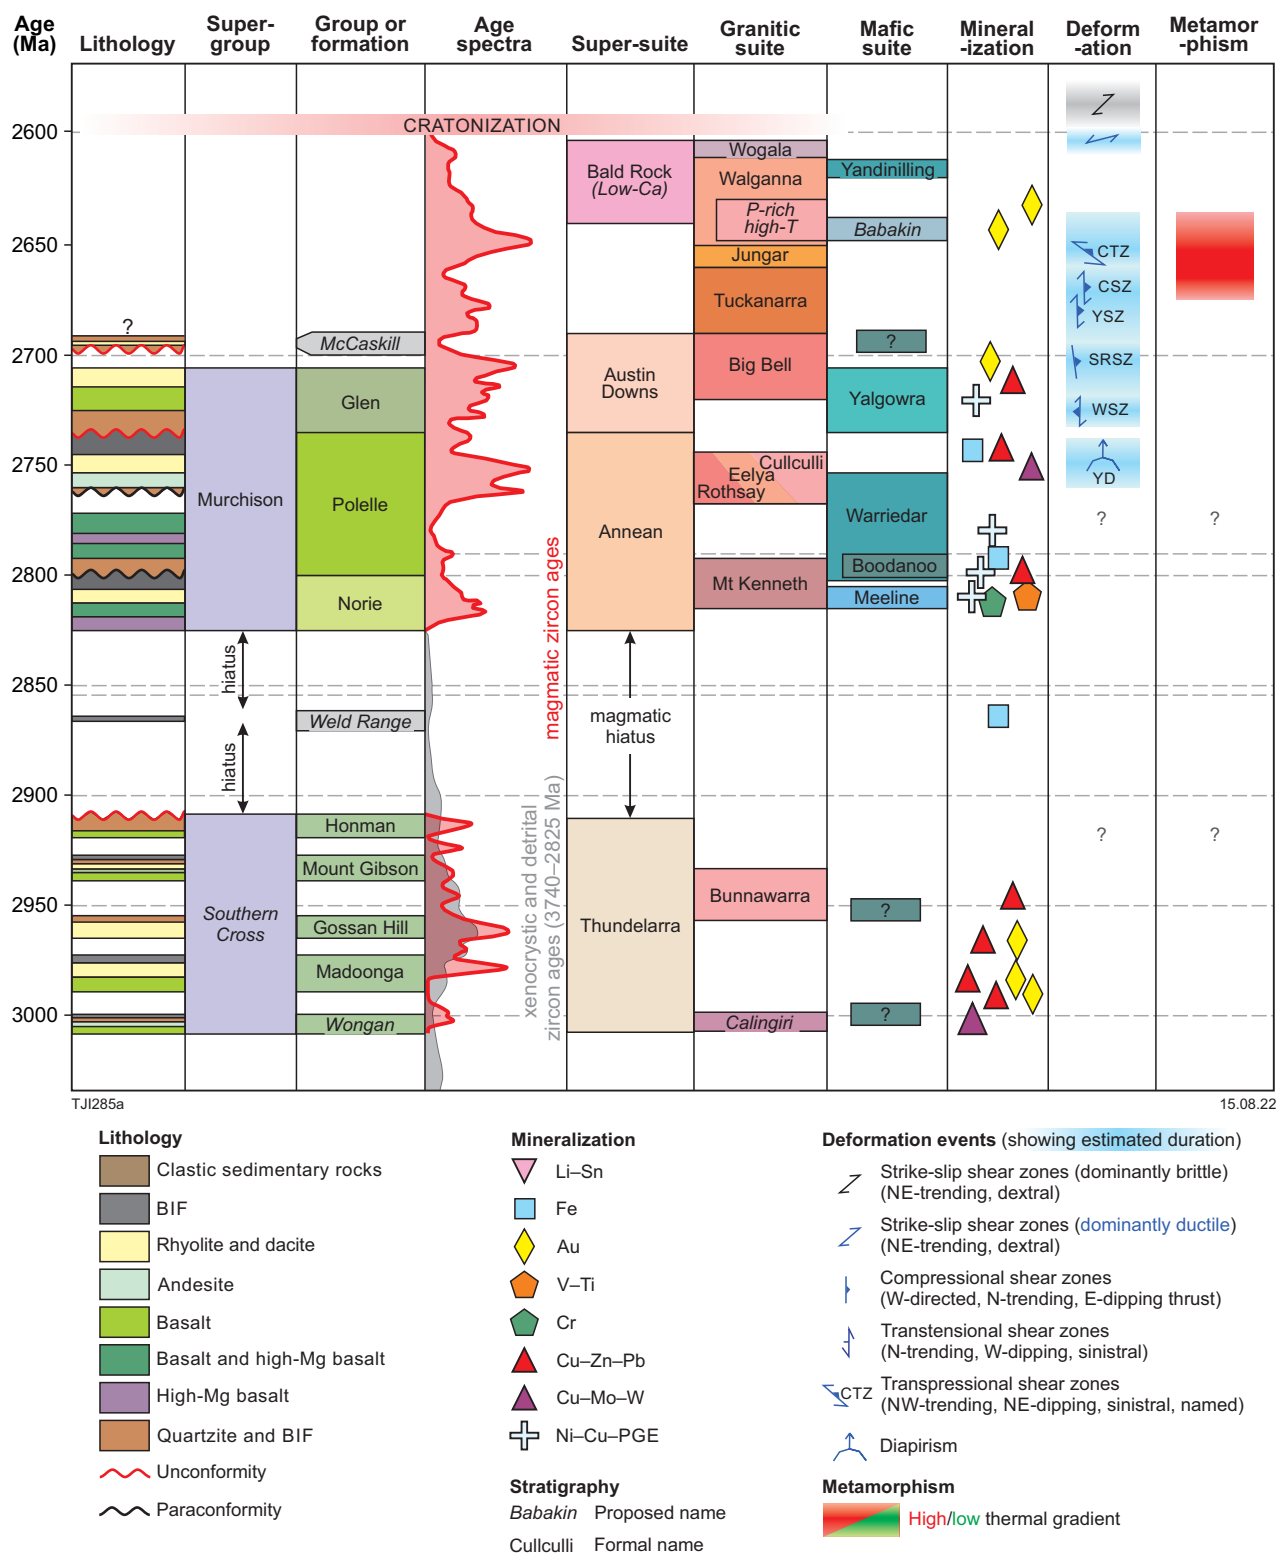 Age
(Ma)
Lithology
Super-
group
Group or
formation
Age
spectra
Super-suite
Granitic
suite
Mafic
suite
Mineral
-ization
Deform
-ation
Metamor
-phism
2600
2650
2700
2750
2800
2850
2900
2950
3000
CRATONIZATION
?
Murchison
hiatus
hiatus
Southern
Cross
McCaskill
Glen
Polelle
Norie
Weld Range
Honman
Mount Gibson
Gossan Hill
Madoonga
Wongan
magmatic zircon ages
xenocrystic and detrital
zircon ages (3740–2825 Ma)
Bald Rock
(Low-Ca)
Austin
Downs
Annean
magmatic
hiatus
Thundelarra
Wogala
Walganna
P-rich
high-T
Jungar
Tuckanarra
Big Bell
Cullculli
Eelya
Rothsay
Mt Kenneth
Bunnawarra
Calingiri
Yandinilling
Babakin
?
Yalgowra
Warriedar
Boodanoo
Meeline
?
?
CTZ
CSZ
YSZ
SRSZ
WSZ
YD
?
?
?
?
TJI285a
15.08.22
Lithology
Clastic sedimentary rocks
BIF
Rhyolite and dacite
Andesite
Basalt
Basalt and high-Mg basalt
High-Mg basalt
Quartzite and BIF
Unconformity
Paraconformity
Mineralization
Li–Sn
Fe
Au
V–Ti
Cr
Cu–Zn–Pb
Cu–Mo–W
Ni–Cu–PGE
Stratigraphy
Babakin Proposed name
Cullculli Formal name
Deformation events (showing estimated duration)
Strike-slip shear zones (dominantly brittle)
(NE-trending, dextral)
Strike-slip shear zones (dominantly ductile)
(NE-trending, dextral)
Compressional shear zones
(W-directed, N-trending, E-dipping thrust)
Transtensional shear zones
(N-trending, W-dipping, sinistral)
CTZ Transpressional shear zones
(NW-trending, NE-dipping, sinistral, named)
Diapirism
Metamorphism
High/low thermal gradient